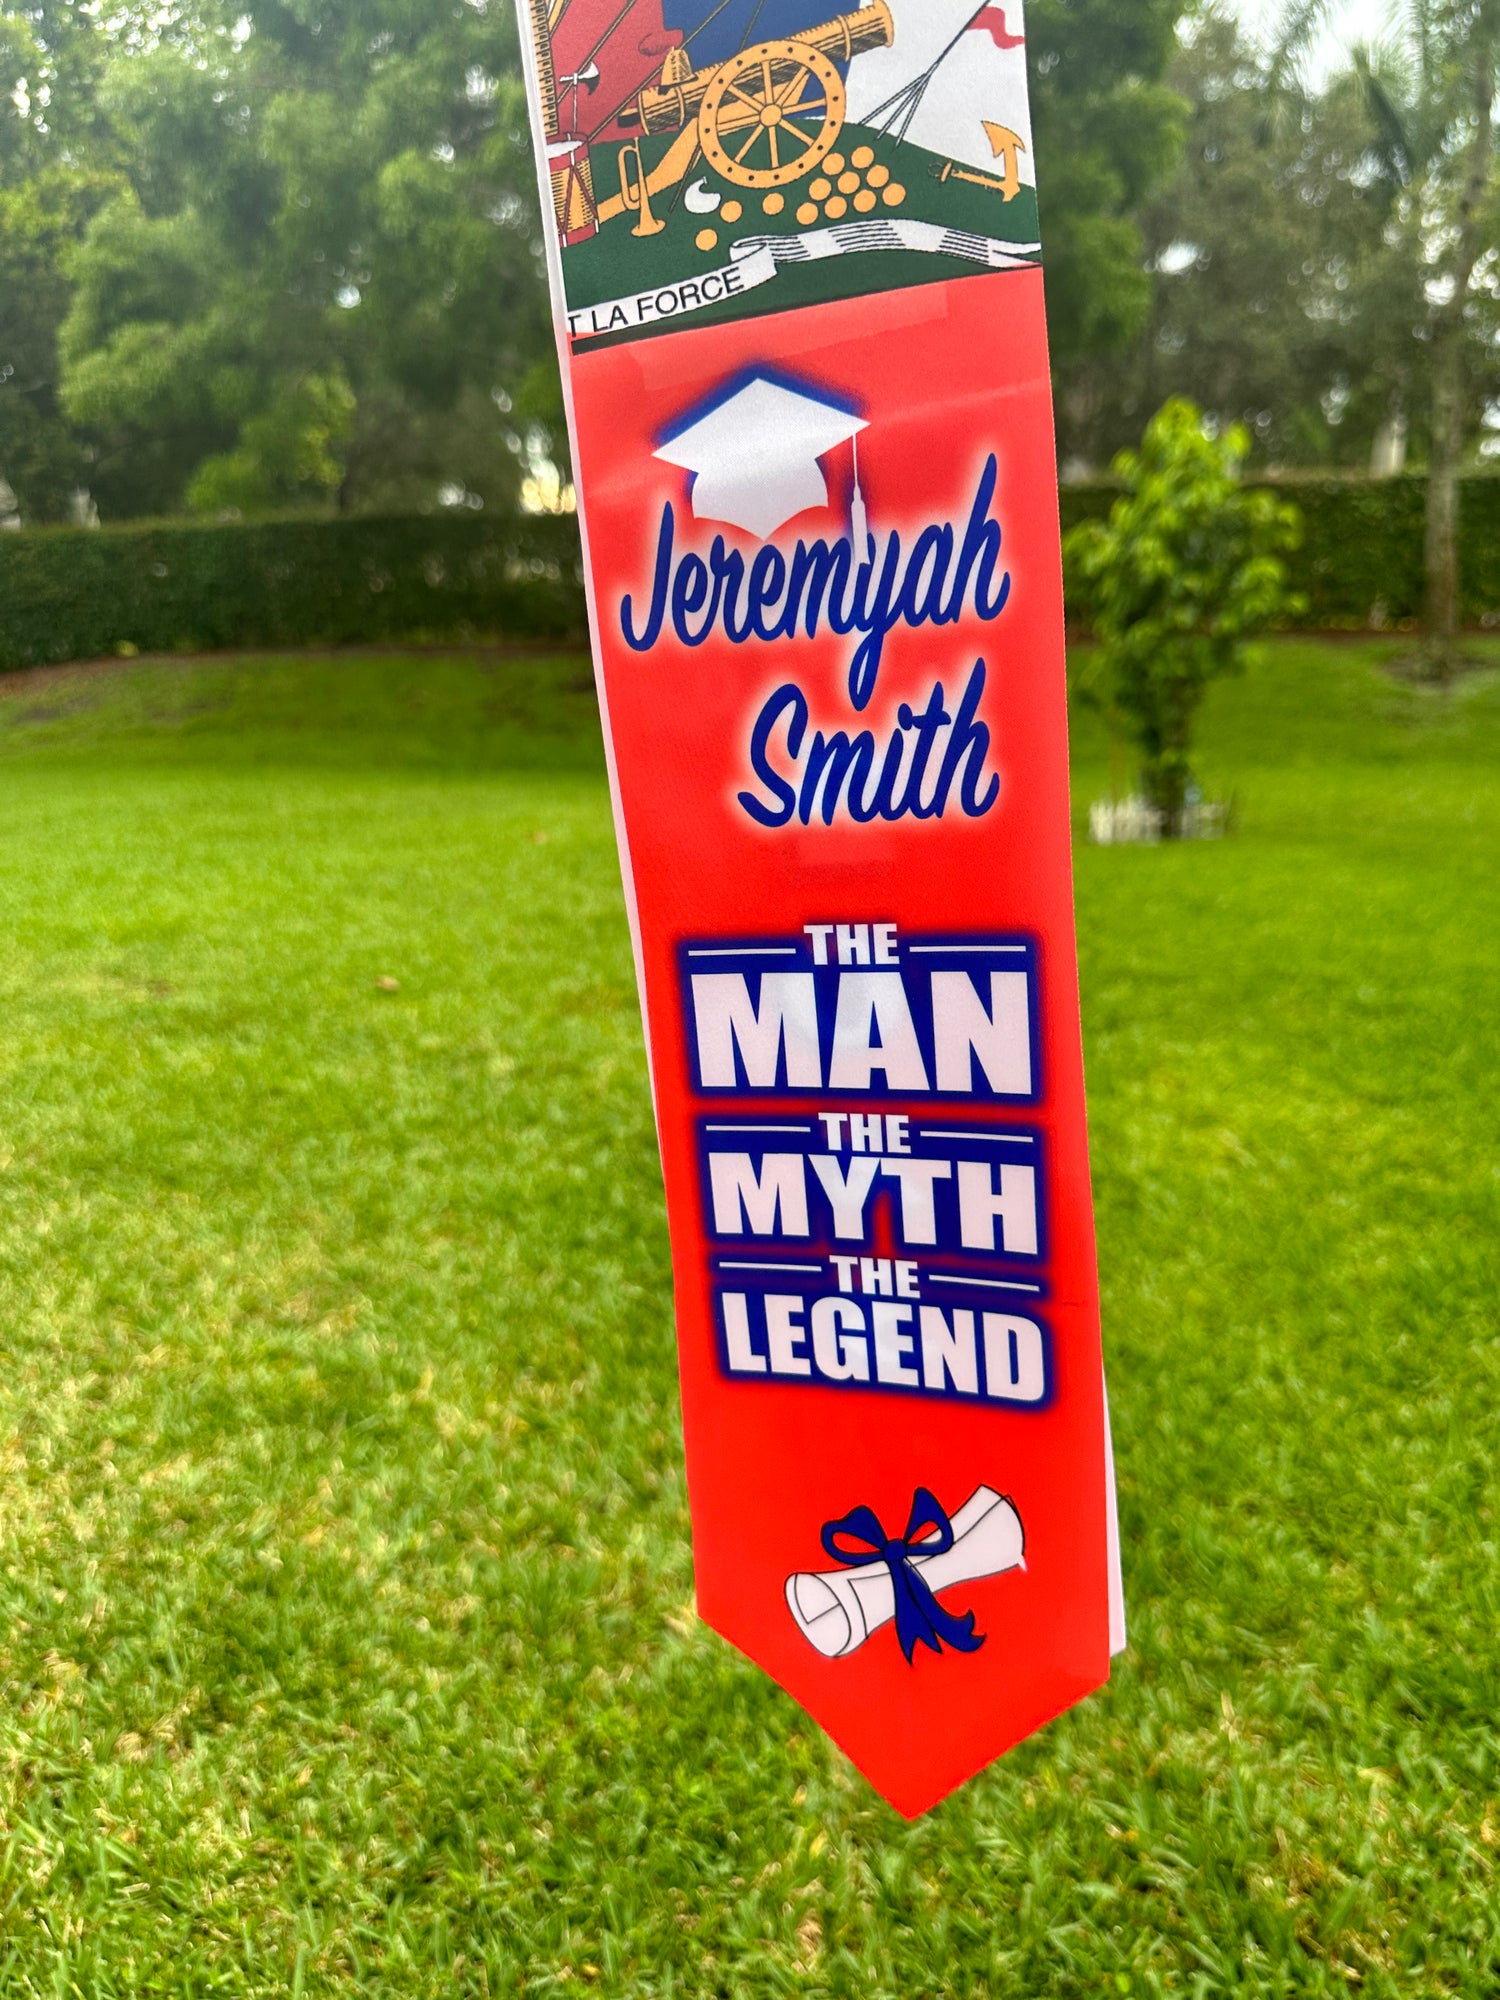 T LA FORCE
Jeremyah
Smith
THE
MAN
THE
MYTH
THE
LEGEND